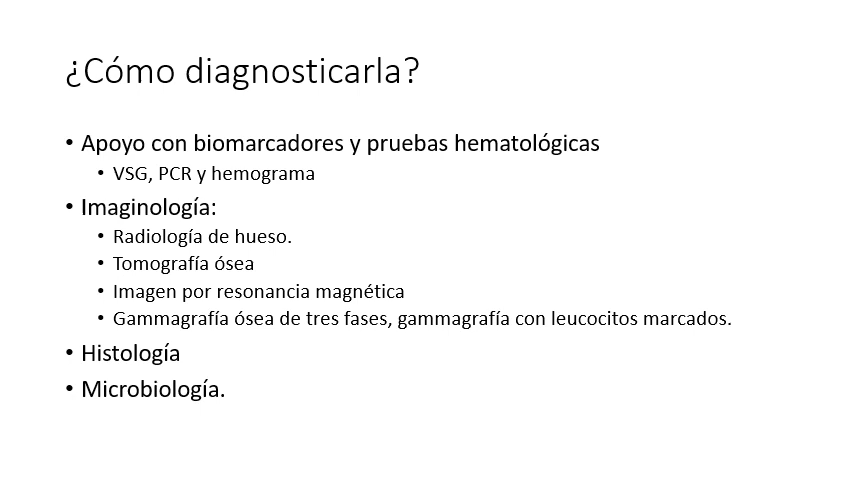 ¿Cómo diagnosticarla?
• Apoyo con biomarcadores y pruebas hematológicas
• VSG, PCR y hemograma
• Imaginología:
• Radiología de hueso.
• Tomografía ósea
• Imagen por resonancia magnética
• Gammagrafía ósea de tres fases, gammagrafía con leucocitos marcados.
• Histología
• Microbiología.